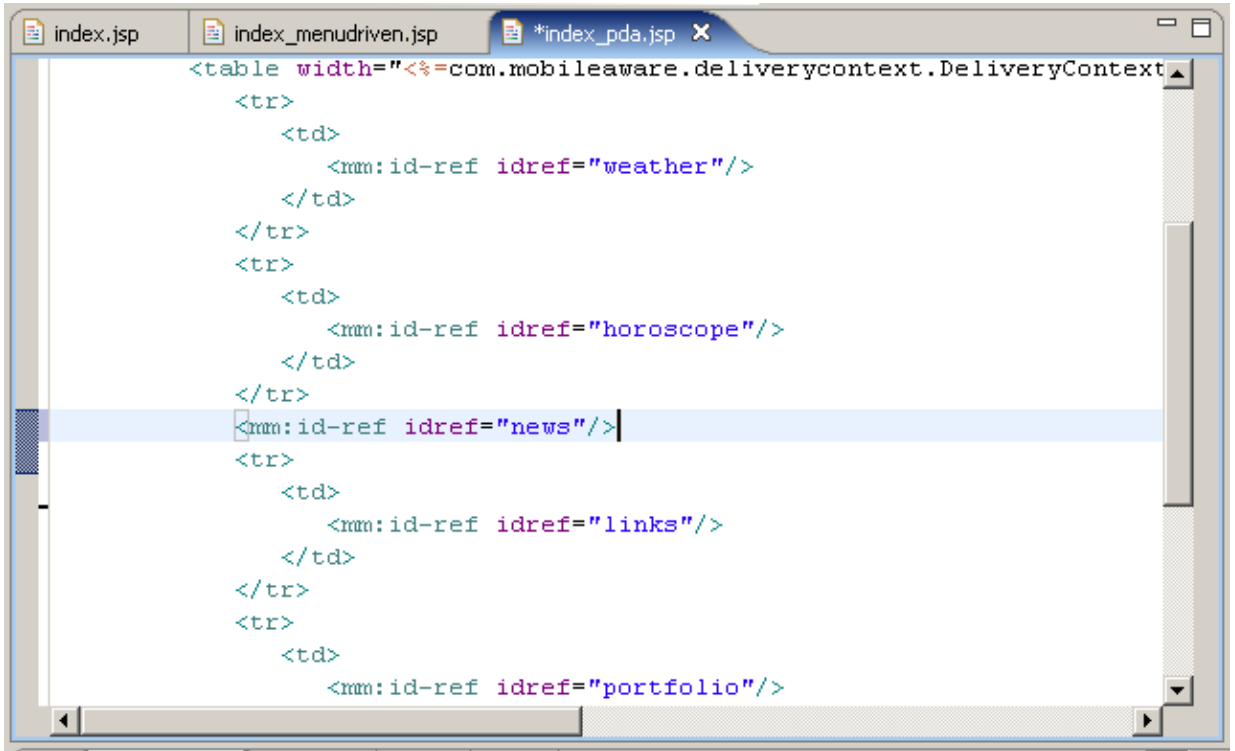 index.jsp index_menudriven.jsp *index_pda.jsp
<table width="<%=com.mobileaware.deliverycontext.DeliveryContext
<tr>
<td>
<mm:id-ref idref="weather"/>
</td>
</tr>
<tr>
<td>
<mm:id-ref idref="horoscope"/>
</td>
</tr>
<mm:id-ref idref="news"/>
<tr>
<td>
<mm:id-ref idref="links"/>
</td>
</tr>
<tr>
<td>
<mm:id-ref idref="portfolio"/>